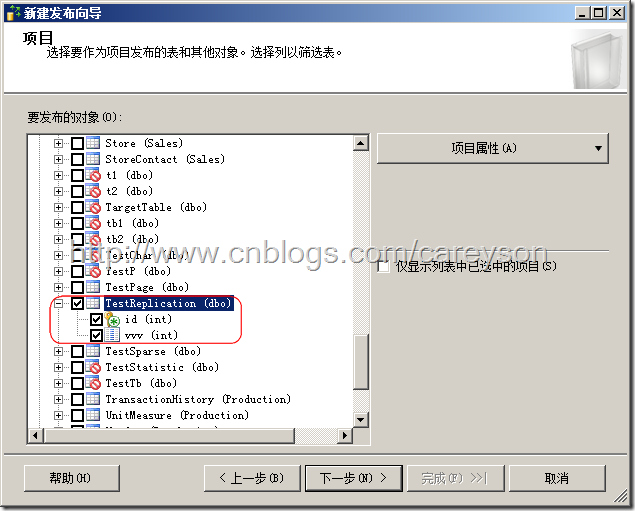 新建发布向导
项目
选择要作为项目发布的表和其他对象。选择列以筛选表。
要发布的对象(O):
Store (Sales)
StoreContact (Sales)
t1 (dbo)
t2 (dbo)
TargetTable (dbo)
tb1 (dbo)
tb2 (dbo)
TestChar (dbo)
TestP (dbo)
TestPage (dbo)
TestReplication (dbo)
id (int)
vvv (int)
TestSparse (dbo)
TestStatistic (dbo)
TestTb (dbo)
TransactionHistory (Production)
UnitMeasure (Production)
项目属性(A)
http://www.cnblogs.com/careyson
仅显示列表中已选中的项目(S)
帮助(H)
< 上一步(B)
下一步(N) >
完成(F) >>|
取消